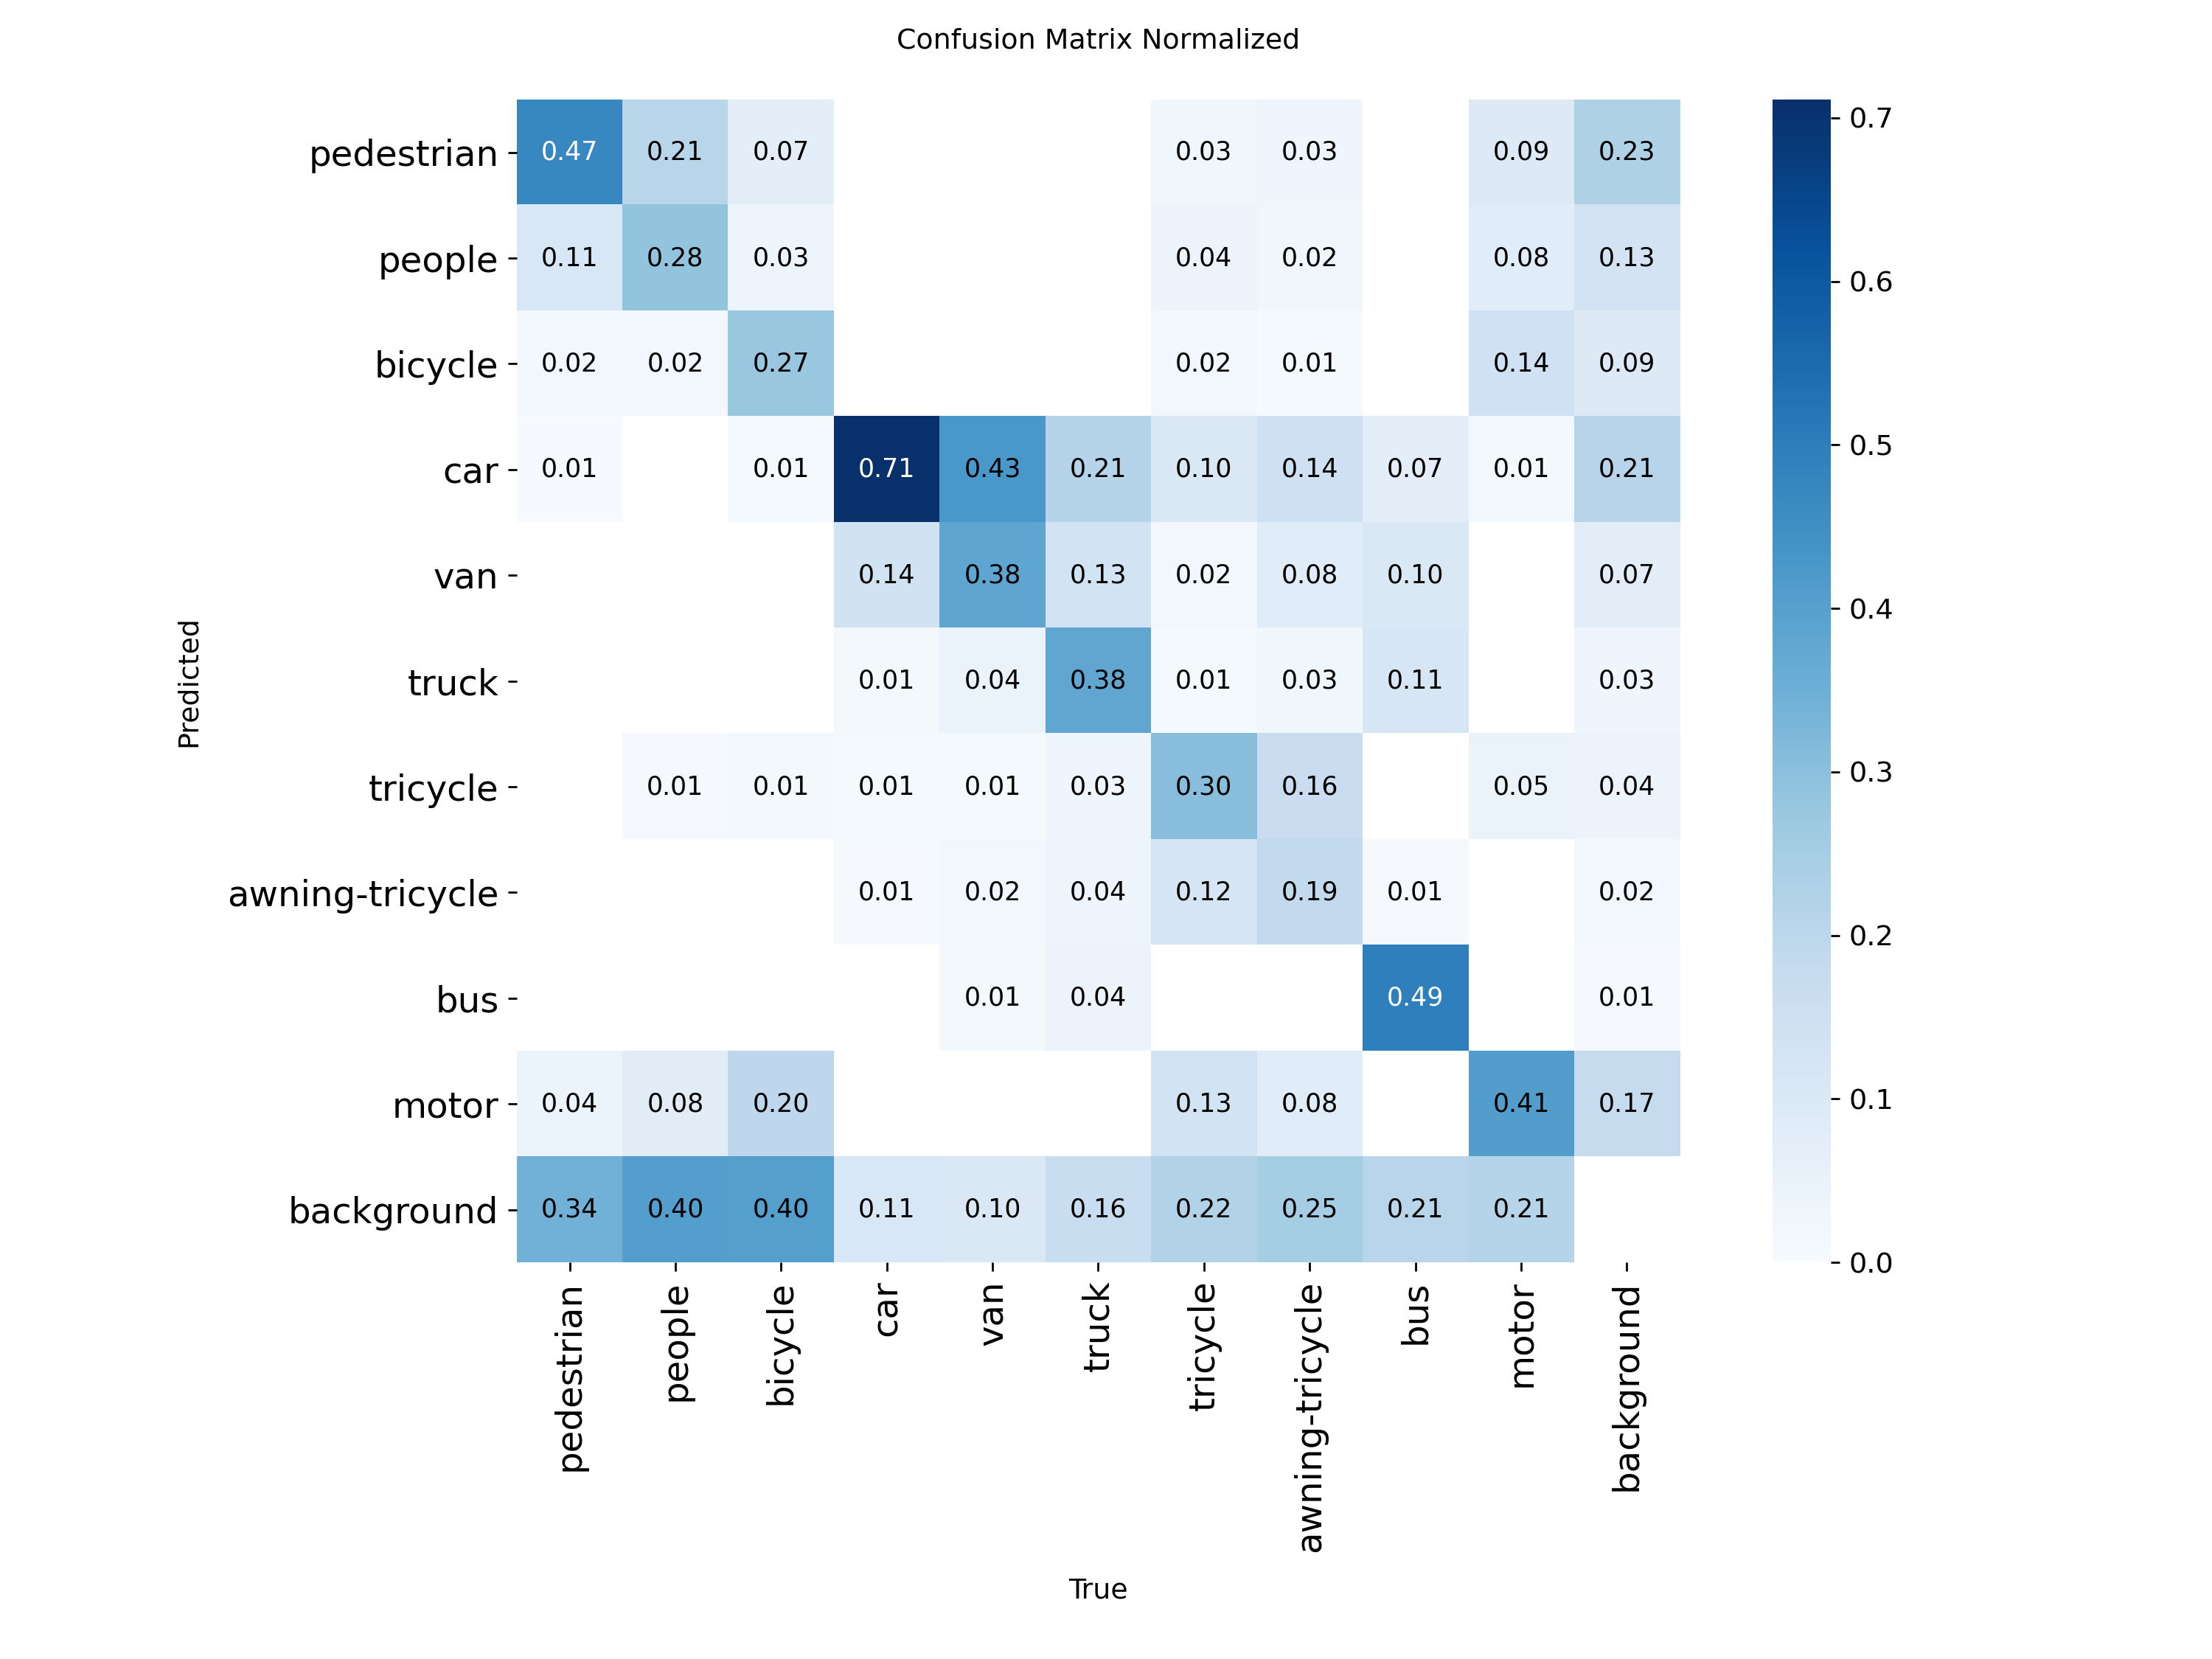 Confusion Matrix Normalized
pedestrian 0.47 0.21 0.07 0.03 0.03 0.09 0.23
people 0.11 0.28 0.03 0.04 0.02 0.08 0.13
bicycle 0.02 0.02 0.27 0.02 0.01 0.14 0.09
car 0.01 0.01 0.71 0.43 0.21 0.10 0.14 0.07 0.01 0.21
van 0.14 0.38 0.13 0.02 0.08 0.10 0.07
truck 0.01 0.04 0.38 0.01 0.03 0.11 0.03
tricycle 0.01 0.01 0.01 0.01 0.03 0.30 0.16 0.05 0.04
awning-tricycle 0.01 0.02 0.04 0.12 0.19 0.01 0.02
bus 0.01 0.04 0.49 0.01
motor 0.04 0.08 0.20 0.13 0.08 0.41 0.17
background 0.34 0.40 0.40 0.11 0.10 0.16 0.22 0.25 0.21 0.21
Predicted
pedestrian
people
bicycle
car
van
truck
tricycle
awning-tricycle
bus
motor
background
True
0.7
0.6
0.5
0.4
0.3
0.2
0.1
0.0